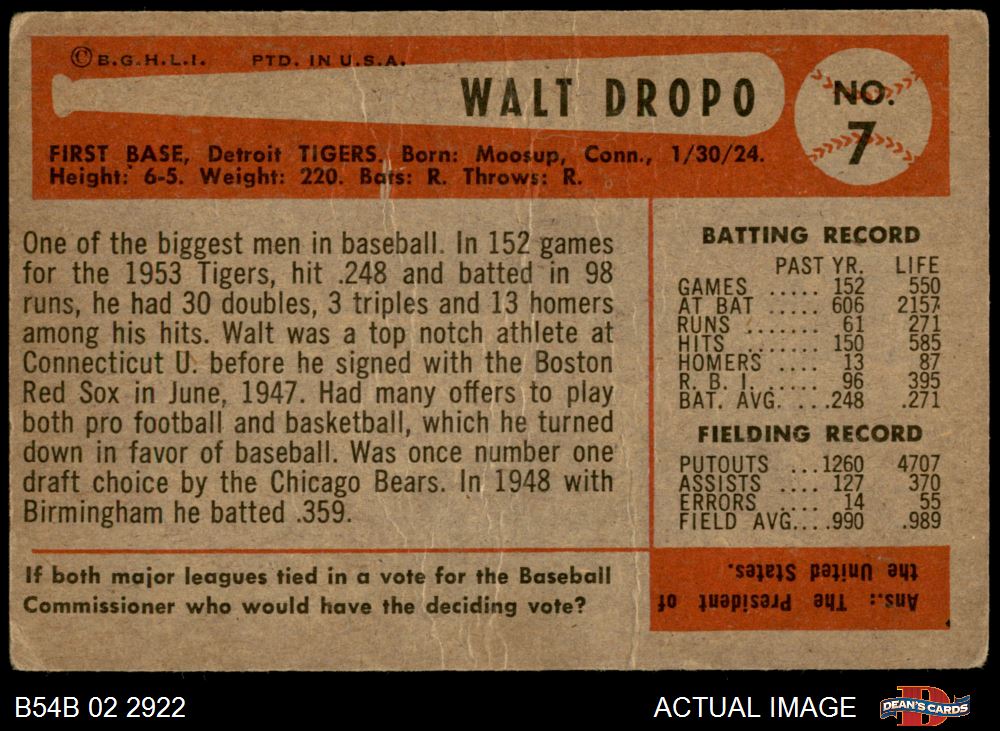 ©B.G.H.L.I. PTD. IN U.S.A.
WALT DROPO
NO.
7
FIRST BASE, Detroit TIGERS. Born: Moosup, Conn., 1/30/24.
Height: 6-5. Weight: 220. Bats: R. Throws: R.
One of the biggest men in baseball. In 152 games
for the 1953 Tigers, hit .248 and batted in 98
runs, he had 30 doubles, 3 triples and 13 homers
among his hits. Walt was a top notch athlete at
Connecticut U. before he signed with the Boston
Red Sox in June, 1947. Had many offers to play
both pro football and basketball, which he turned
down in favor of baseball. Was once number one
draft choice by the Chicago Bears. In 1948 with
Birmingham he batted .359.
BATTING RECORD
PAST YR. LIFE
GAMES ..... 152 550
AT BAT ..... 606 2157
RUNS ....... 61 271
HITS ....... 150 585
HOMERS .... 13 87
R. B. I. ..... 96 395
BAT. AVG. ...248 .271
FIELDING RECORD
PUTOUTS ...1260 4707
ASSISTS .... 127 370
ERRORS ..... 14 55
FIELD AVG....990 .989
If both major leagues tied in a vote for the Baseball
Commissioner who would have the deciding vote?
Ans.: The President of
the United States.
B54B 02 2922
ACTUAL IMAGE
D
DEAN'S CARDS